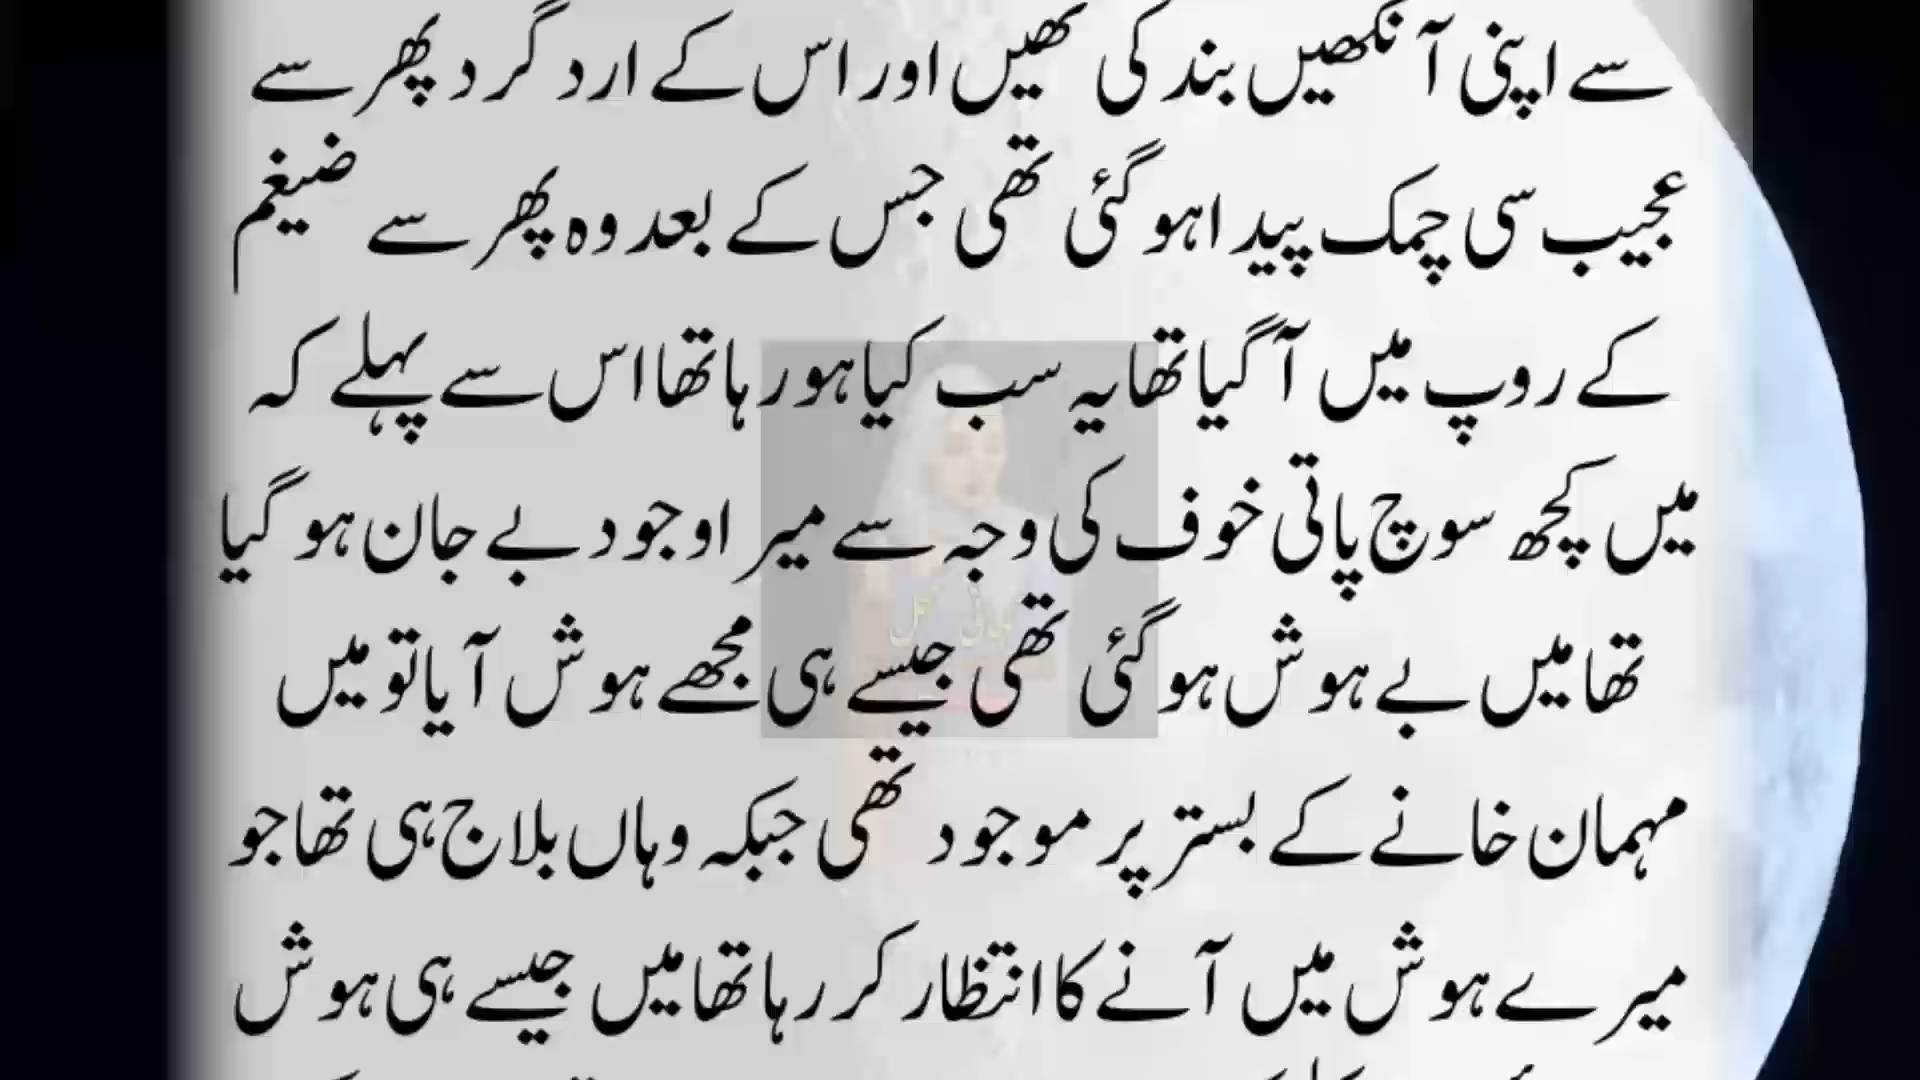 سے اپنی آنکھیں بند کی تھیں اور اس کے ارد گرد پھر سے
عجیب سی چمک پیدا ہو گئی تھی جس کے بعد وہ پھر سے ضیغم
کے روپ میں آ گیا تھا یہ سب کیا ہو رہا تھا اس سے پہلے کہ
میں کچھ سوچ پاتی خوف کی وجہ سے میرا وجود بے جان ہو گیا
تھا میں بے ہوش ہو گئی تھی جیسے ہی مجھے ہوش آیا تو میں
مہمان خانے کے بستر پر موجود تھی جبکہ وہاں بلاج ہی تھا جو
میرے ہوش میں آنے کا انتظار کر رہا تھا میں جیسے ہی ہوش